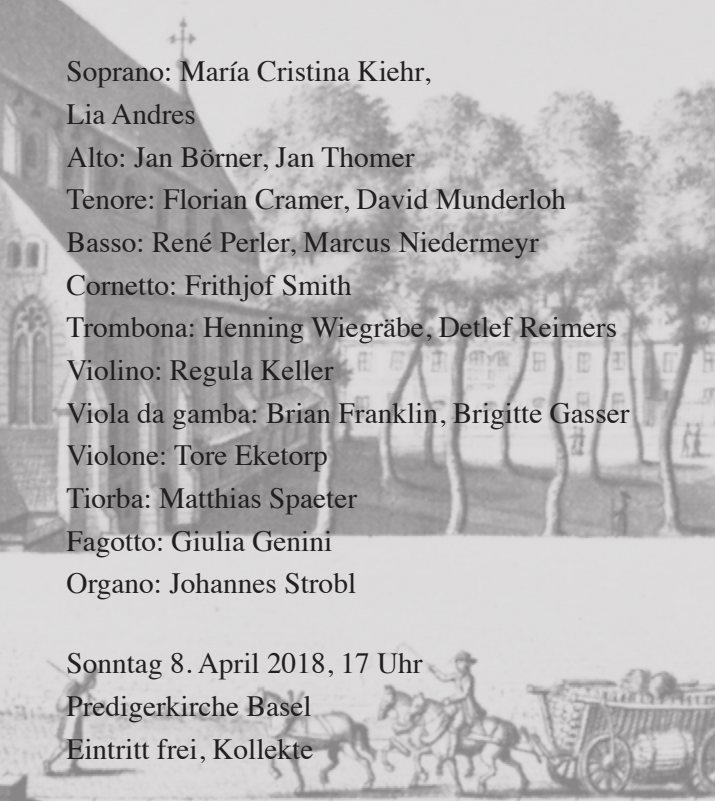 Soprano: María Cristina Kiehr,
Lia Andres
Alto: Jan Börner, Jan Thomer
Tenore: Florian Cramer, David Munderloh
Basso: René Perler, Marcus Niedermeyr
Cornetto: Frithjof Smith
Trombona: Henning Wiegräbe, Detlef Reimers
Violino: Regula Keller
Viola da gamba: Brian Franklin, Brigitte Gasser
Violone: Tore Eketorp
Tiorba: Matthias Spaeter
Fagotto: Giulia Genini
Organo: Johannes Strobl
Sonntag 8. April 2018, 17 Uhr
Predigerkirche Basel
Eintritt frei, Kollekte